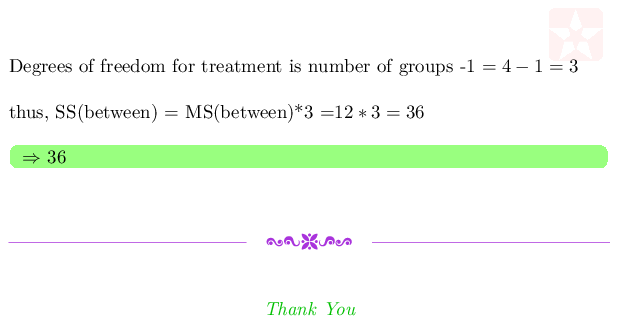 Degrees of freedom for treatment is number of groups -1 = 4 − 1 = 3
thus, SS(between) = MS(between)*3 =12 ∗ 3 = 36
⇒ 36
Thank You